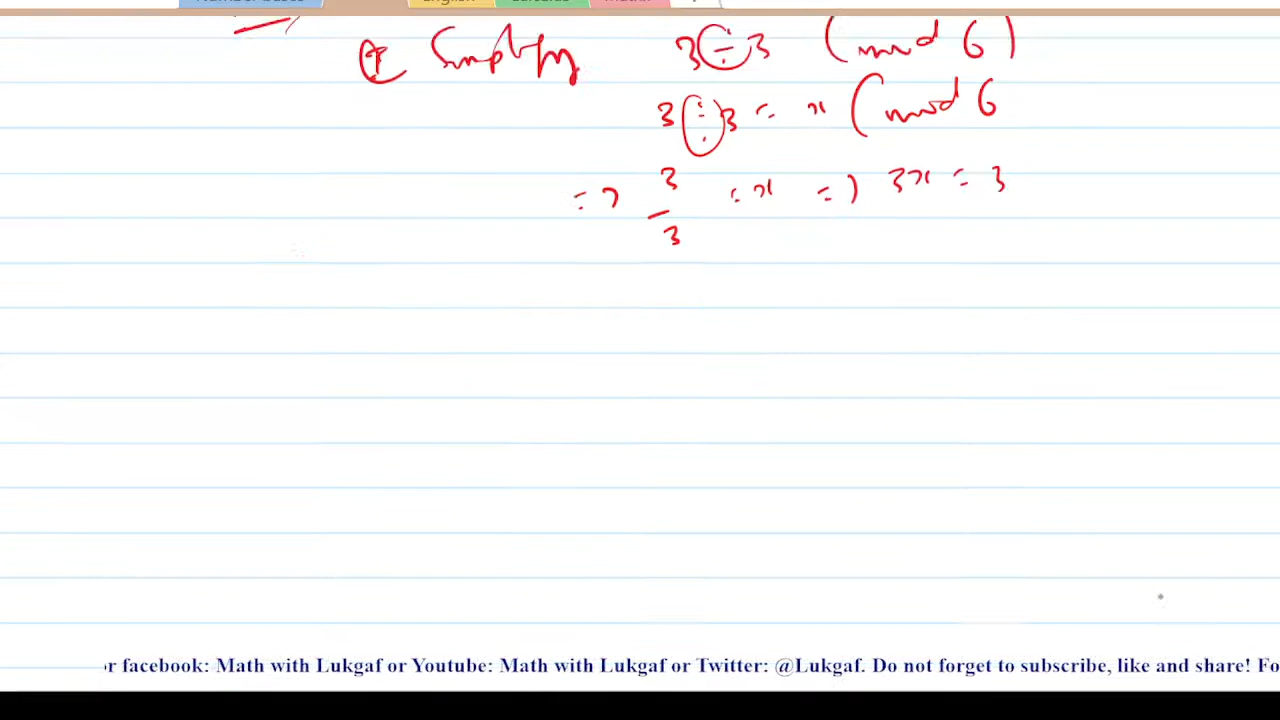 Simplify 3 ÷ 3 (mod 6)
3 ÷ 3 = x (mod 6
=> 3/3 = x => 3x = 3
r facebook: Math with Lukgaf or Youtube: Math with Lukgaf or Twitter: @Lukgaf. Do not forget to subscribe, like and share! Fo